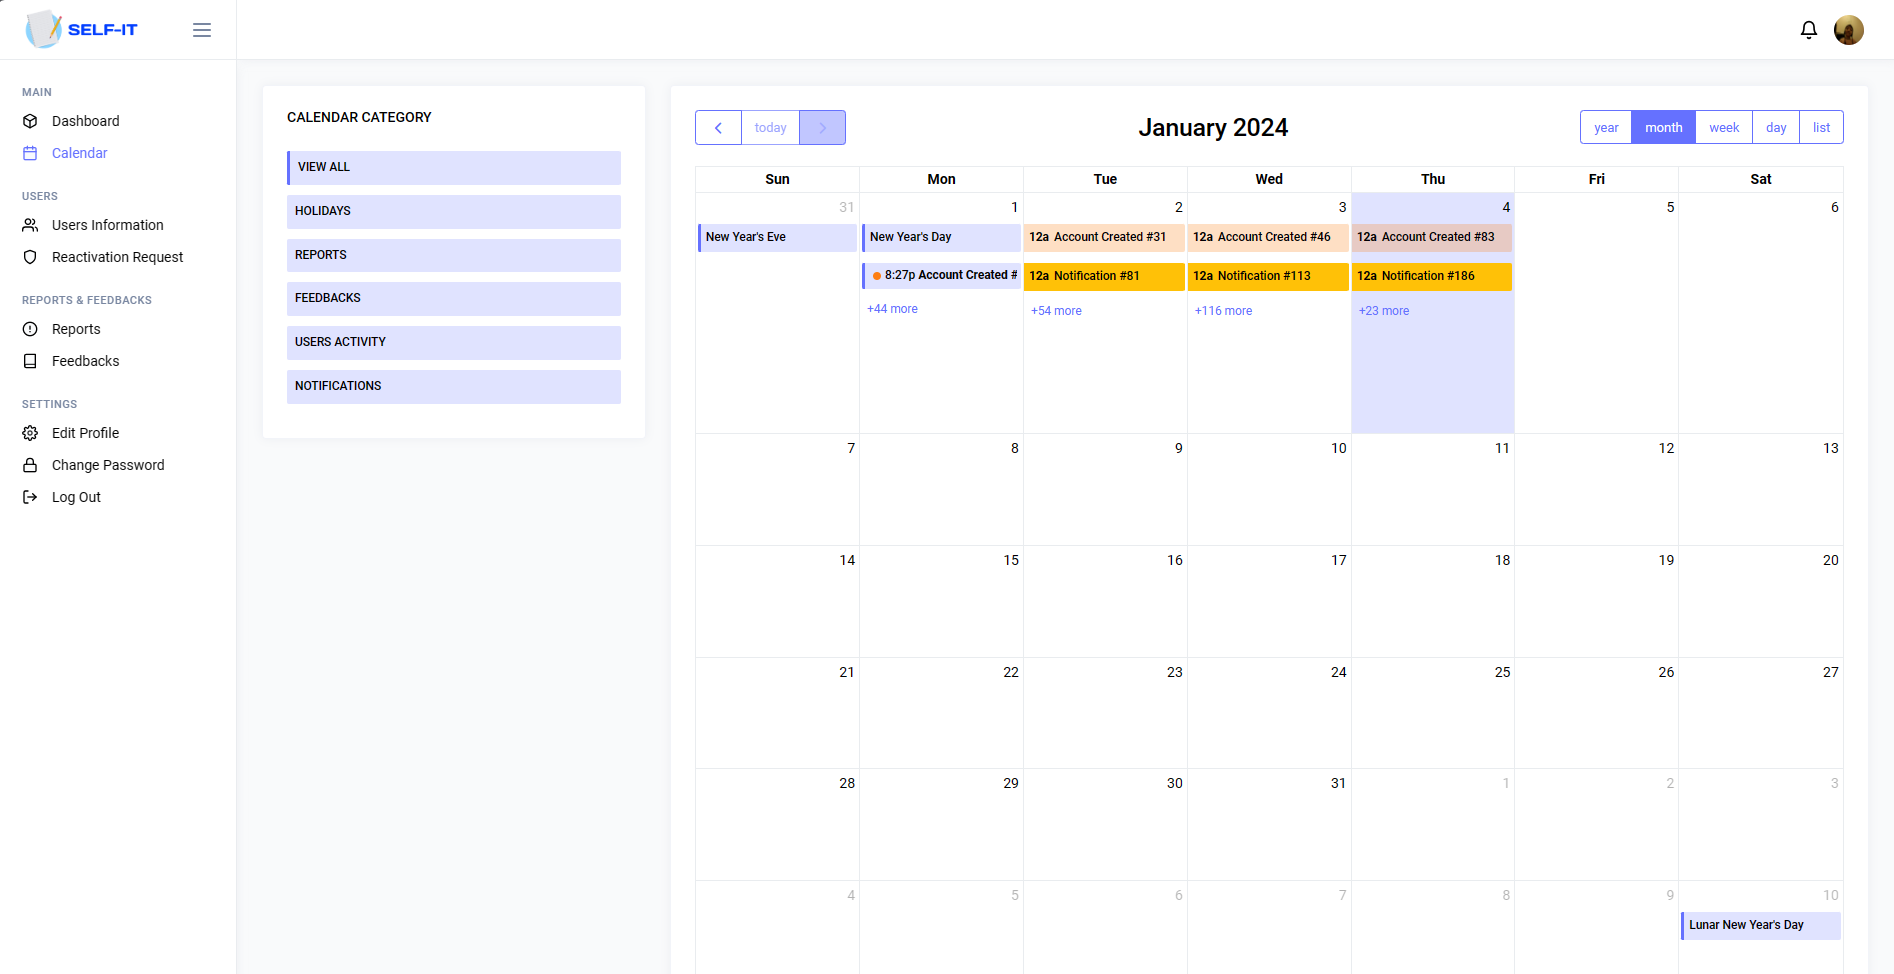 SELF-IT
MAIN
Dashboard
Calendar
USERS
Users Information
Reactivation Request
REPORTS & FEEDBACKS
Reports
Feedbacks
SETTINGS
Edit Profile
Change Password
Log Out
CALENDAR CATEGORY
VIEW ALL
HOLIDAYS
REPORTS
FEEDBACKS
USERS ACTIVITY
NOTIFICATIONS
today
January 2024
year month week day list
Sun Mon Tue Wed Thu Fri Sat
31 1 2 3 4 5 6
New Year's Eve New Year's Day 12a Account Created #31 12a Account Created #46 12a Account Created #83
8:27p Account Created # 12a Notification #81 12a Notification #113 12a Notification #186
+44 more +54 more +116 more +23 more
7 8 9 10 11 12 13
14 15 16 17 18 19 20
21 22 23 24 25 26 27
28 29 30 31 1 2 3
4 5 6 7 8 9 10
Lunar New Year's Day